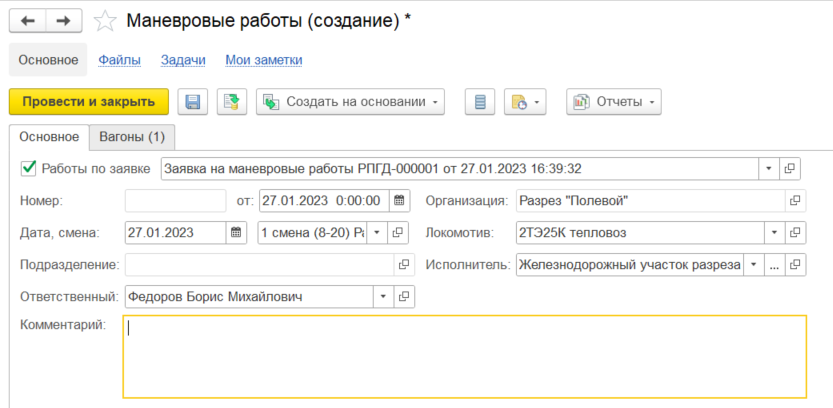 Маневровые работы (создание) *
Основное Файлы Задачи Мои заметки
Провести и закрыть Создать на основании Отчеты
Основное Вагоны (1)
Работы по заявке Заявка на маневровые работы РПГД-000001 от 27.01.2023 16:39:32
Номер: от: 27.01.2023 0:00:00 Организация: Разрез "Полевой"
Дата, смена: 27.01.2023 1 смена (8-20) Ра Локомотив: 2ТЭ25К тепловоз
Подразделение: Исполнитель: Железнодорожный участок разреза ...
Ответственный: Федоров Борис Михайлович
Комментарий: